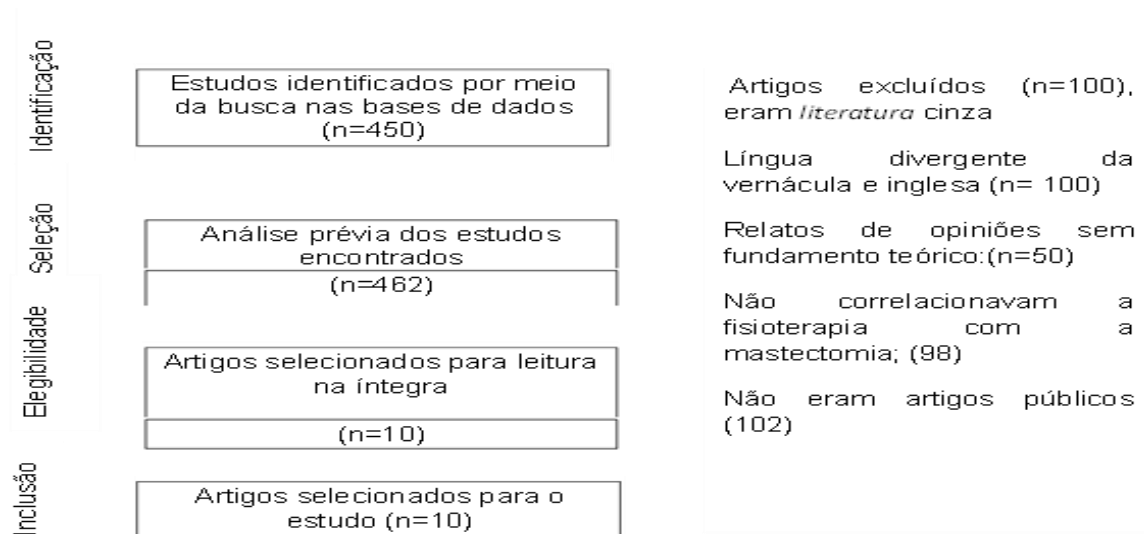 Identificação
Estudos identificados por meio
da busca nas bases de dados
(n=450)
Seleção
Análise prévia dos estudos
encontrados
(n=462)
Elegibilidade
Artigos selecionados para leitura
na íntegra
(n=10)
Inclusão
Artigos selecionados para o
estudo (n=10)
Artigos excluídos (n=100),
eram literatura cinza
Língua divergente da
vernácula e inglesa (n= 100)
Relatos de opiniões sem
fundamento teórico:(n=50)
Não correlacionavam a
fisioterapia com a
mastectomia; (98)
Não eram artigos públicos
(102)